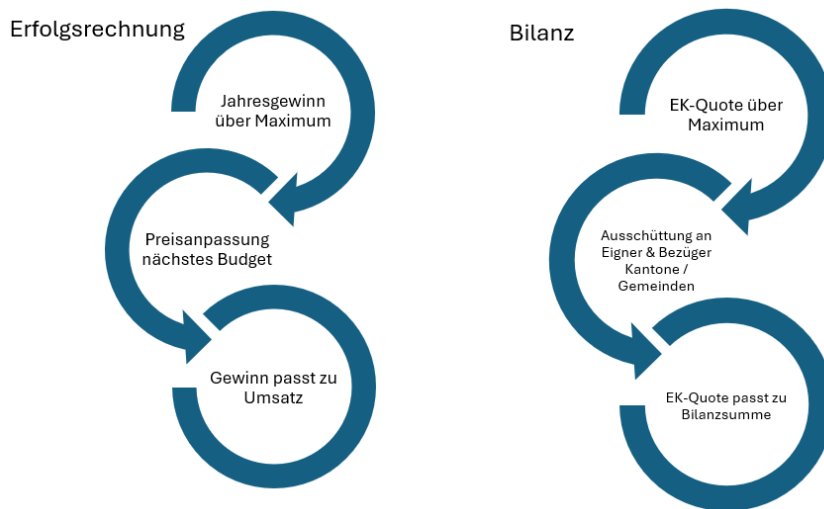 Erfolgsrechnung
Jahresgewinn
über Maximum
Preisanpassung
nächstes Budget
Gewinn passt zu
Umsatz
Bilanz
EK-Quote über
Maximum
Ausschüttung an
Eigner & Bezüger
Kantone /
Gemeinden
EK-Quote passt zu
Bilanzsumme